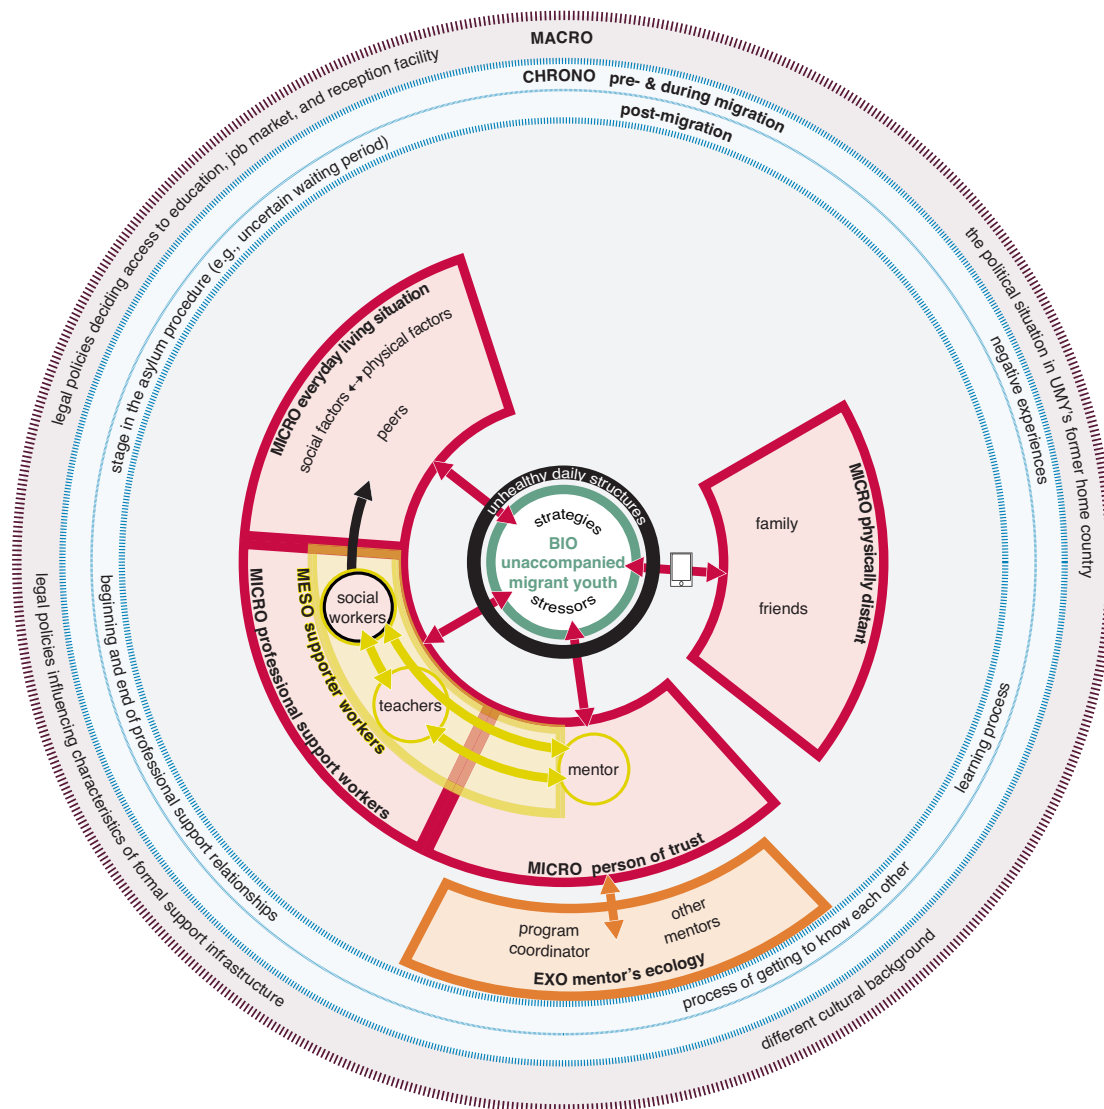 MACRO
legal policies deciding access to education, job market, and reception facility
the political situation in UMY's former home country
legal policies influencing characteristics of formal support infrastructure
different cultural background
CHRONO pre- & during migration
post-migration
stage in the asylum procedure (e.g., uncertain waiting period)
negative experiences
beginning and end of professional support relationships
learning process
process of getting to know each other
MICRO everyday living situation
social factors ↔ physical factors
peers
unhealthy daily structures
strategies
BIO
unaccompanied
migrant youth
stressors
MICRO physically distant
family
friends
MICRO professional support workers
MESO supporter workers
social
workers
teachers
mentor
MICRO person of trust
program
coordinator
other
mentors
EXO mentor's ecology